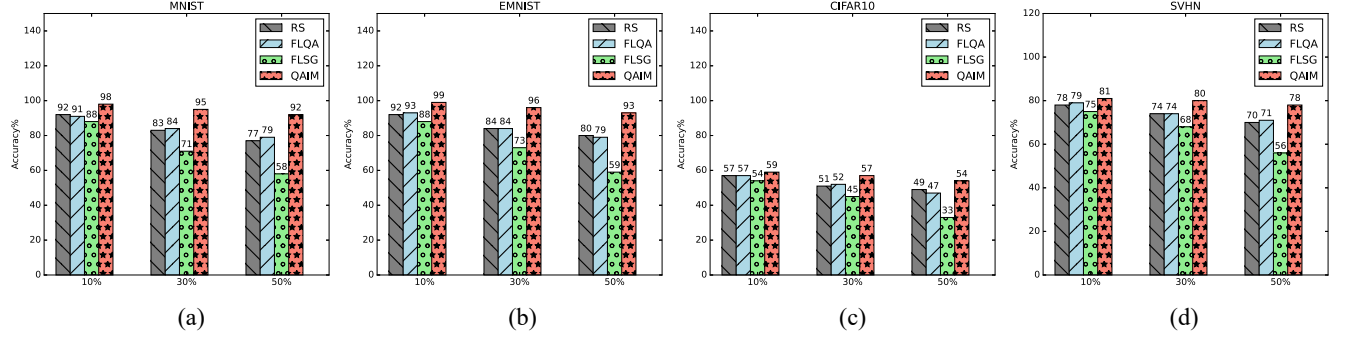 MNIST
Accuracy%
0
20
40
60
80
100
120
140
92 91 88 98
83 84 71 95
77 79 58 92
10% 30% 50%
RS
FLQA
FLSG
QAIM
(a)
EMNIST
Accuracy%
0
20
40
60
80
100
120
140
92 93 88 99
84 84 73 96
80 79 59 93
10% 30% 50%
RS
FLQA
FLSG
QAIM
(b)
CIFAR10
Accuracy%
0
20
40
60
80
100
120
140
57 57 54 59
51 52 45 57
49 47 33 54
10% 30% 50%
RS
FLQA
FLSG
QAIM
(c)
SVHN
Accuracy%
0
20
40
60
80
100
120
78 79 75 81
74 74 68 80
70 71 56 78
10% 30% 50%
RS
FLQA
FLSG
QAIM
(d)